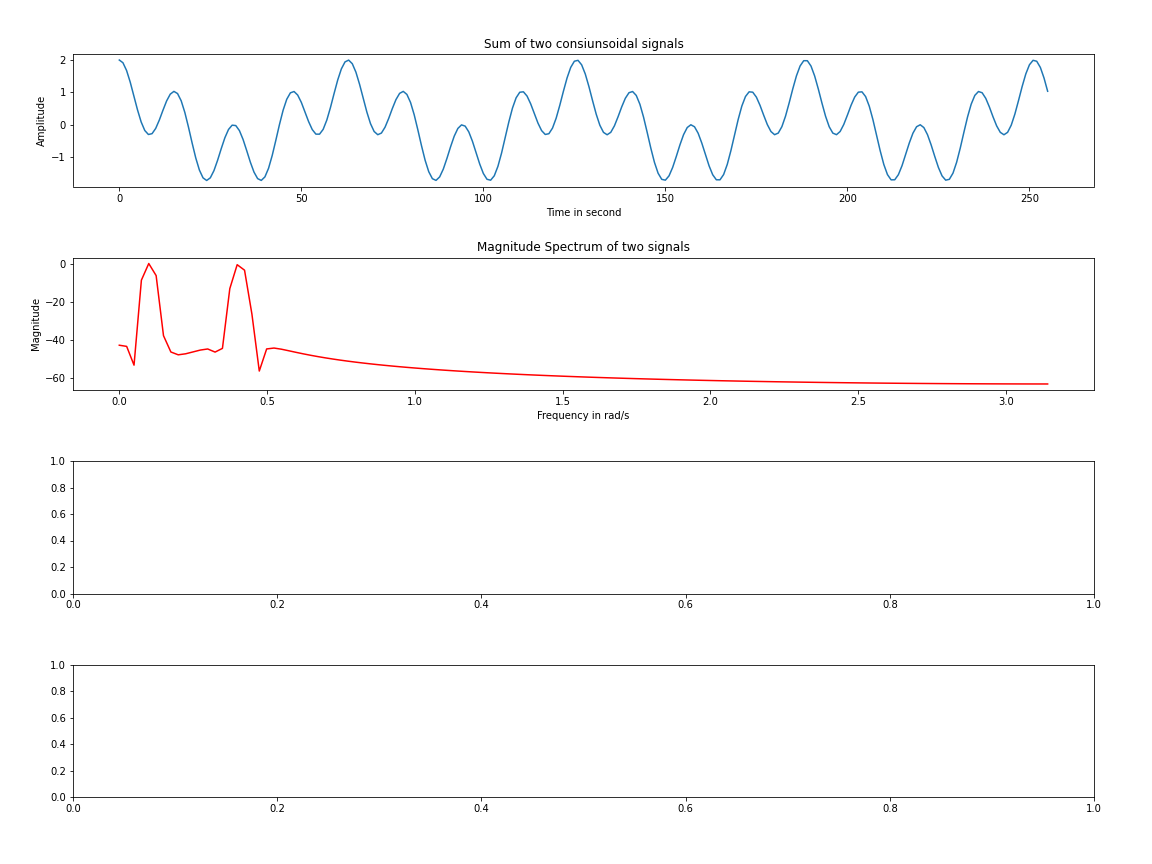 Sum of two consiunsoidal signals
2
1
0
−1
Amplitude
0 50 100 150 200 250
Time in second
Magnitude Spectrum of two signals
0
−20
−40
−60
Magnitude
0.0 0.5 1.0 1.5 2.0 2.5 3.0
Frequency in rad/s
1.0
0.8
0.6
0.4
0.2
0.0
0.0 0.2 0.4 0.6 0.8 1.0
1.0
0.8
0.6
0.4
0.2
0.0
0.0 0.2 0.4 0.6 0.8 1.0